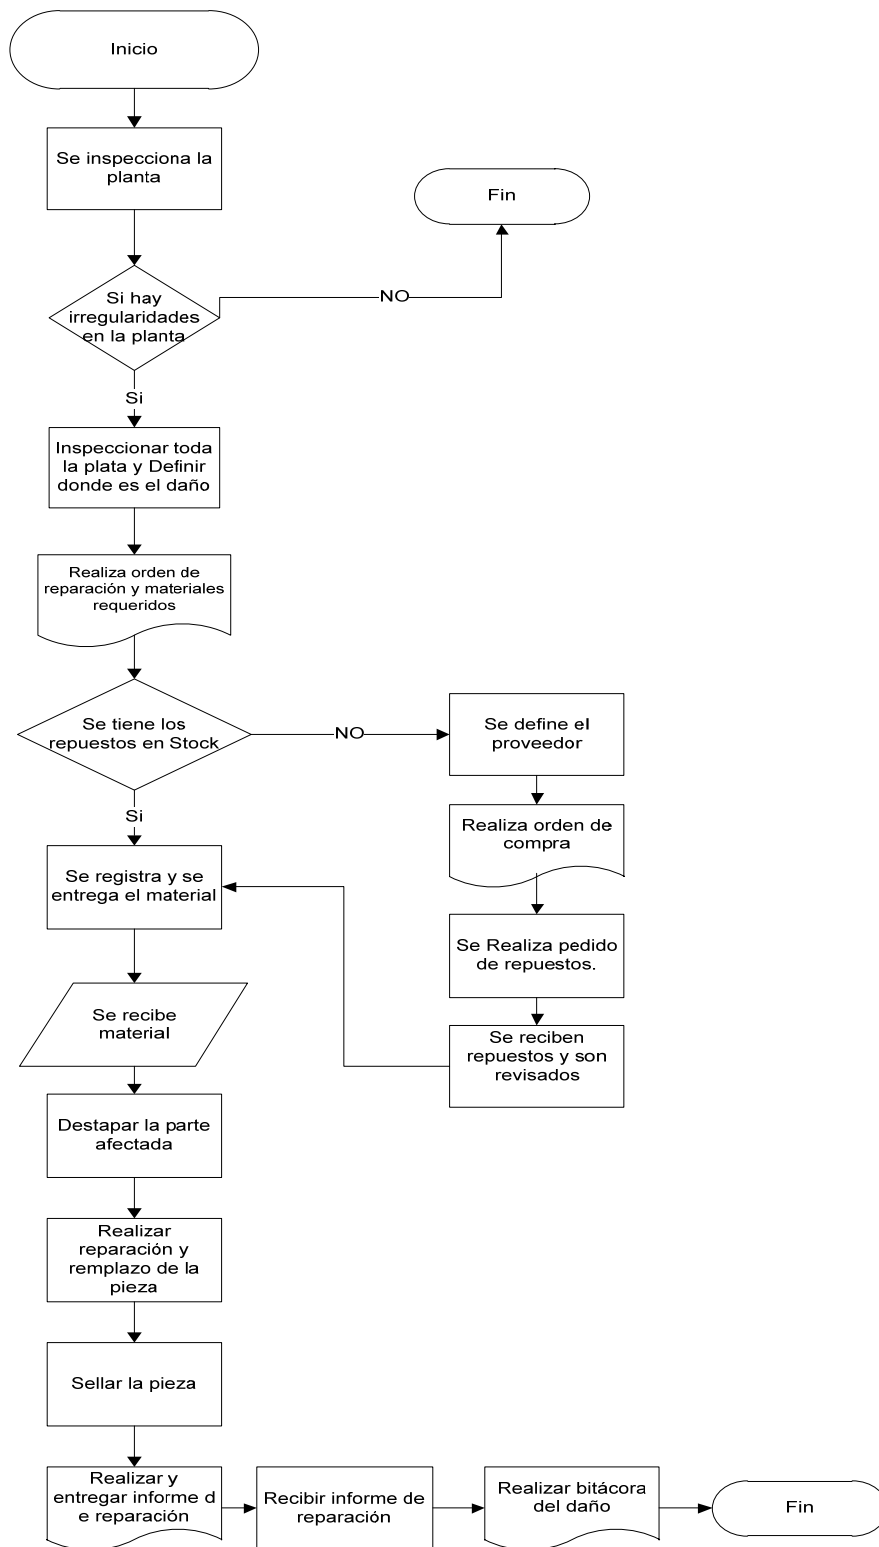 Inicio
Se inspecciona la
planta
Fin
Si hay
irregularidades
en la planta
NO
Si
Inspeccionar toda
la plata y Definir
donde es el daño
Realiza orden de
reparación y materiales
requeridos
Se tiene los
repuestos en Stock
NO
Se define el
proveedor
Si
Realiza orden de
compra
Se registra y se
entrega el material
Se Realiza pedido
de repuestos.
Se recibe
material
Se reciben
repuestos y son
revisados
Destapar la parte
afectada
Realizar
reparación y
remplazo de la
pieza
Sellar la pieza
Realizar y
entregar informe d
e reparación
Recibir informe de
reparación
Realizar bitácora
del daño
Fin